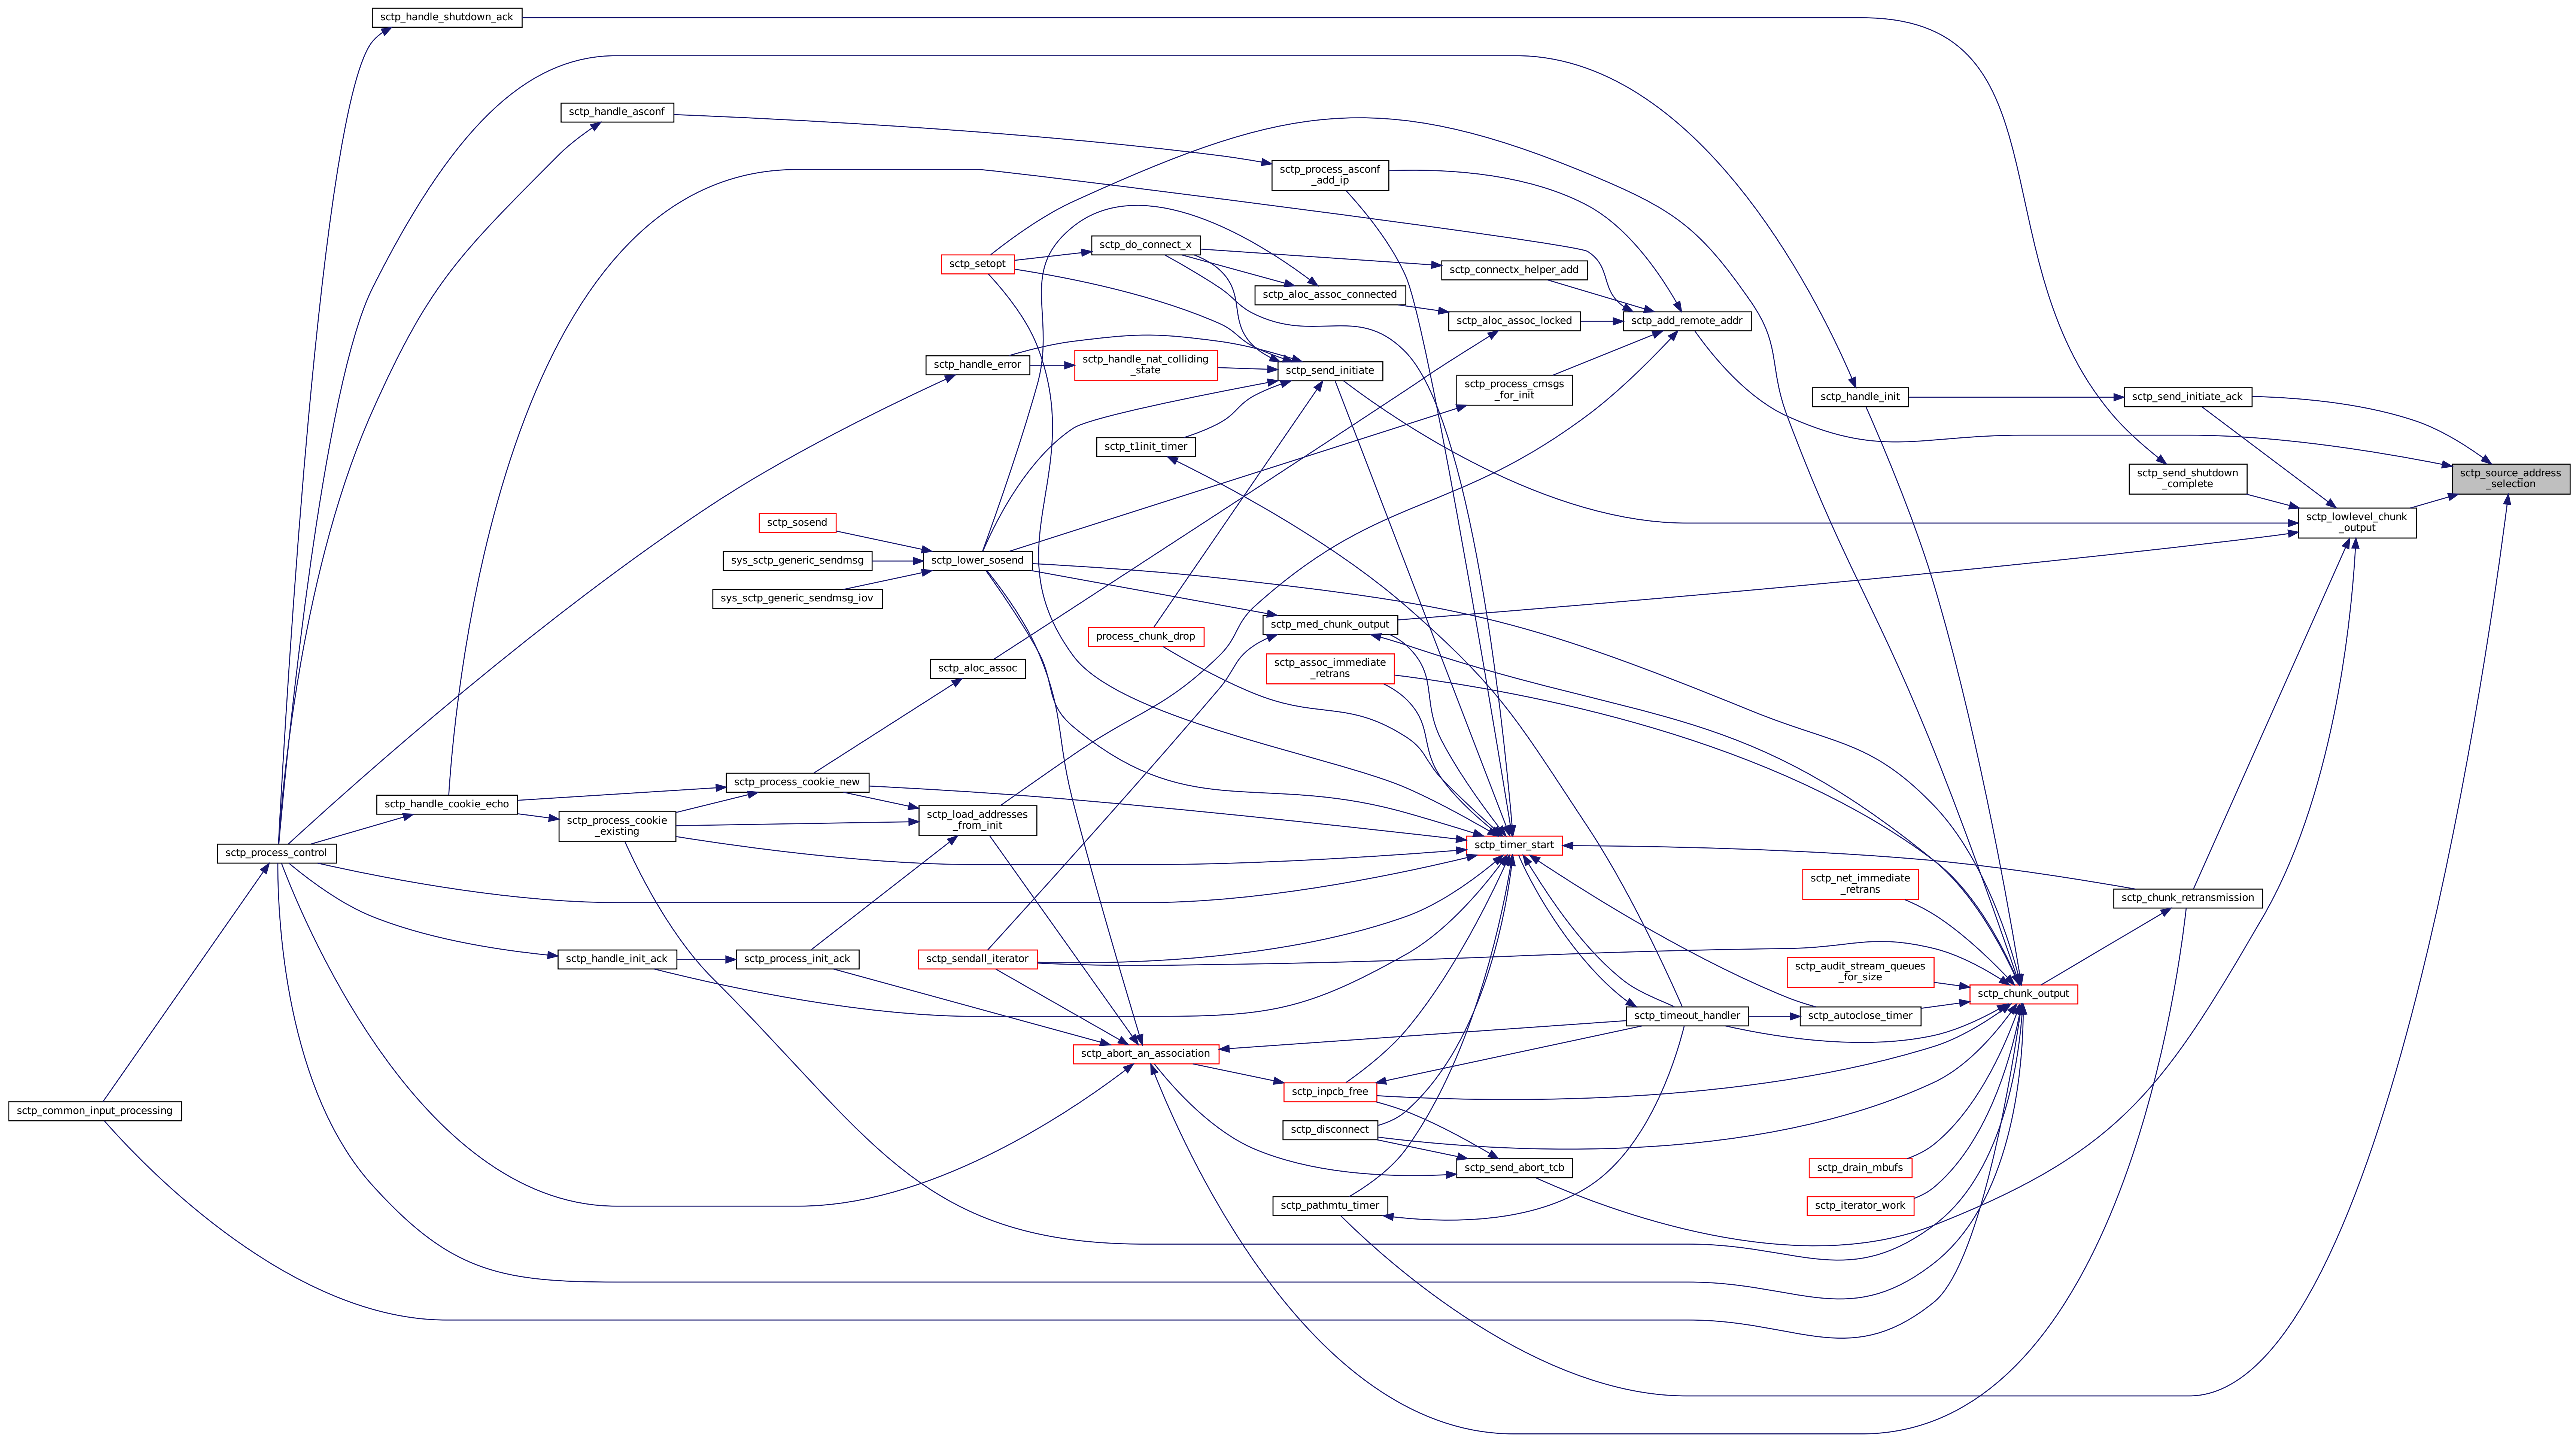 sctp_handle_shutdown_ack
sctp_handle_asconf
sctp_process_asconf
_add_ip
sctp_do_connect_x
sctp_setopt
sctp_connectx_helper_add
sctp_aloc_assoc_connected
sctp_aloc_assoc_locked
sctp_add_remote_addr
sctp_handle_error
sctp_handle_nat_colliding
_state
sctp_send_initiate
sctp_process_cmsgs
_for_init
sctp_handle_init
sctp_send_initiate_ack
sctp_t1init_timer
sctp_send_shutdown
_complete
sctp_source_address
_selection
sctp_sosend
sctp_lowlevel_chunk
_output
sys_sctp_generic_sendmsg
sctp_lower_sosend
sys_sctp_generic_sendmsg_iov
process_chunk_drop
sctp_med_chunk_output
sctp_aloc_assoc
sctp_assoc_immediate
_retrans
sctp_process_cookie_new
sctp_handle_cookie_echo
sctp_process_cookie
_existing
sctp_load_addresses
_from_init
sctp_process_control
sctp_timer_start
sctp_net_immediate
_retrans
sctp_chunk_retransmission
sctp_handle_init_ack
sctp_process_init_ack
sctp_sendall_iterator
sctp_audit_stream_queues
_for_size
sctp_chunk_output
sctp_timeout_handler
sctp_autoclose_timer
sctp_abort_an_association
sctp_inpcb_free
sctp_common_input_processing
sctp_disconnect
sctp_send_abort_tcb
sctp_drain_mbufs
sctp_pathmtu_timer
sctp_iterator_work